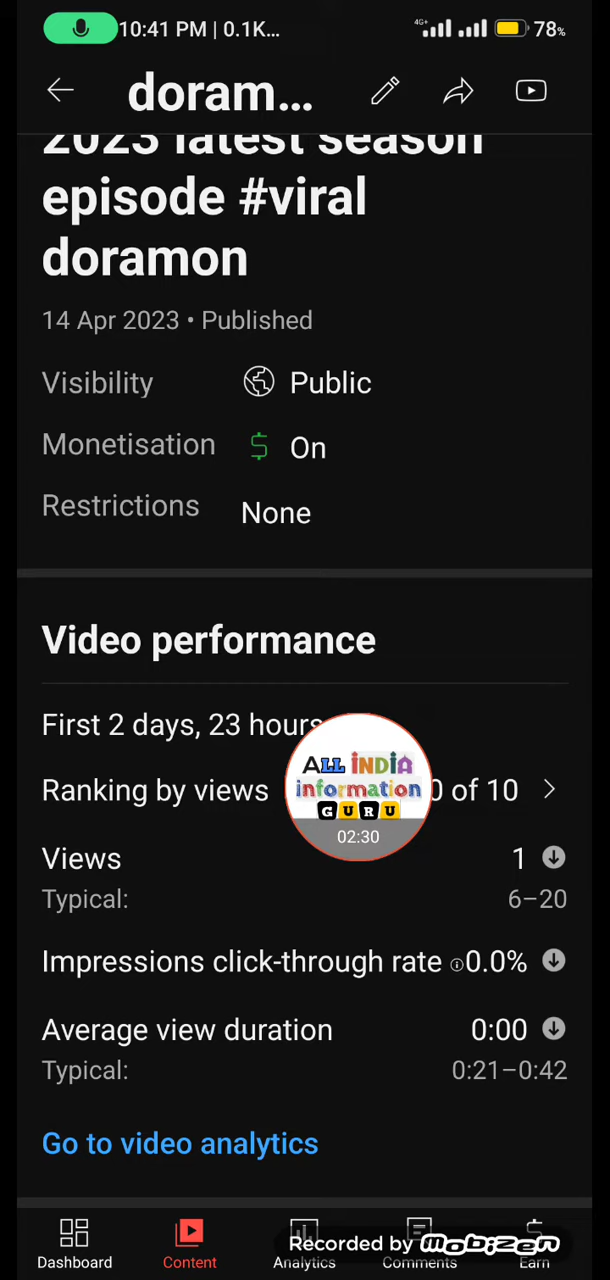 10:41 PM | 0.1K... 4G+ 78%
doram...
2023 latest season
episode #viral
doramon
14 Apr 2023 • Published
Visibility Public
Monetisation $ On
Restrictions None
Video performance
First 2 days, 23 hours
ALL INDIA
information
GURU
02:30
Ranking by views 0 of 10
Views 1
Typical: 6–20
Impressions click-through rate 0.0%
Average view duration 0:00
Typical: 0:21–0:42
Go to video analytics
Recorded by mobizen
Dashboard Content Analytics Comments Earn